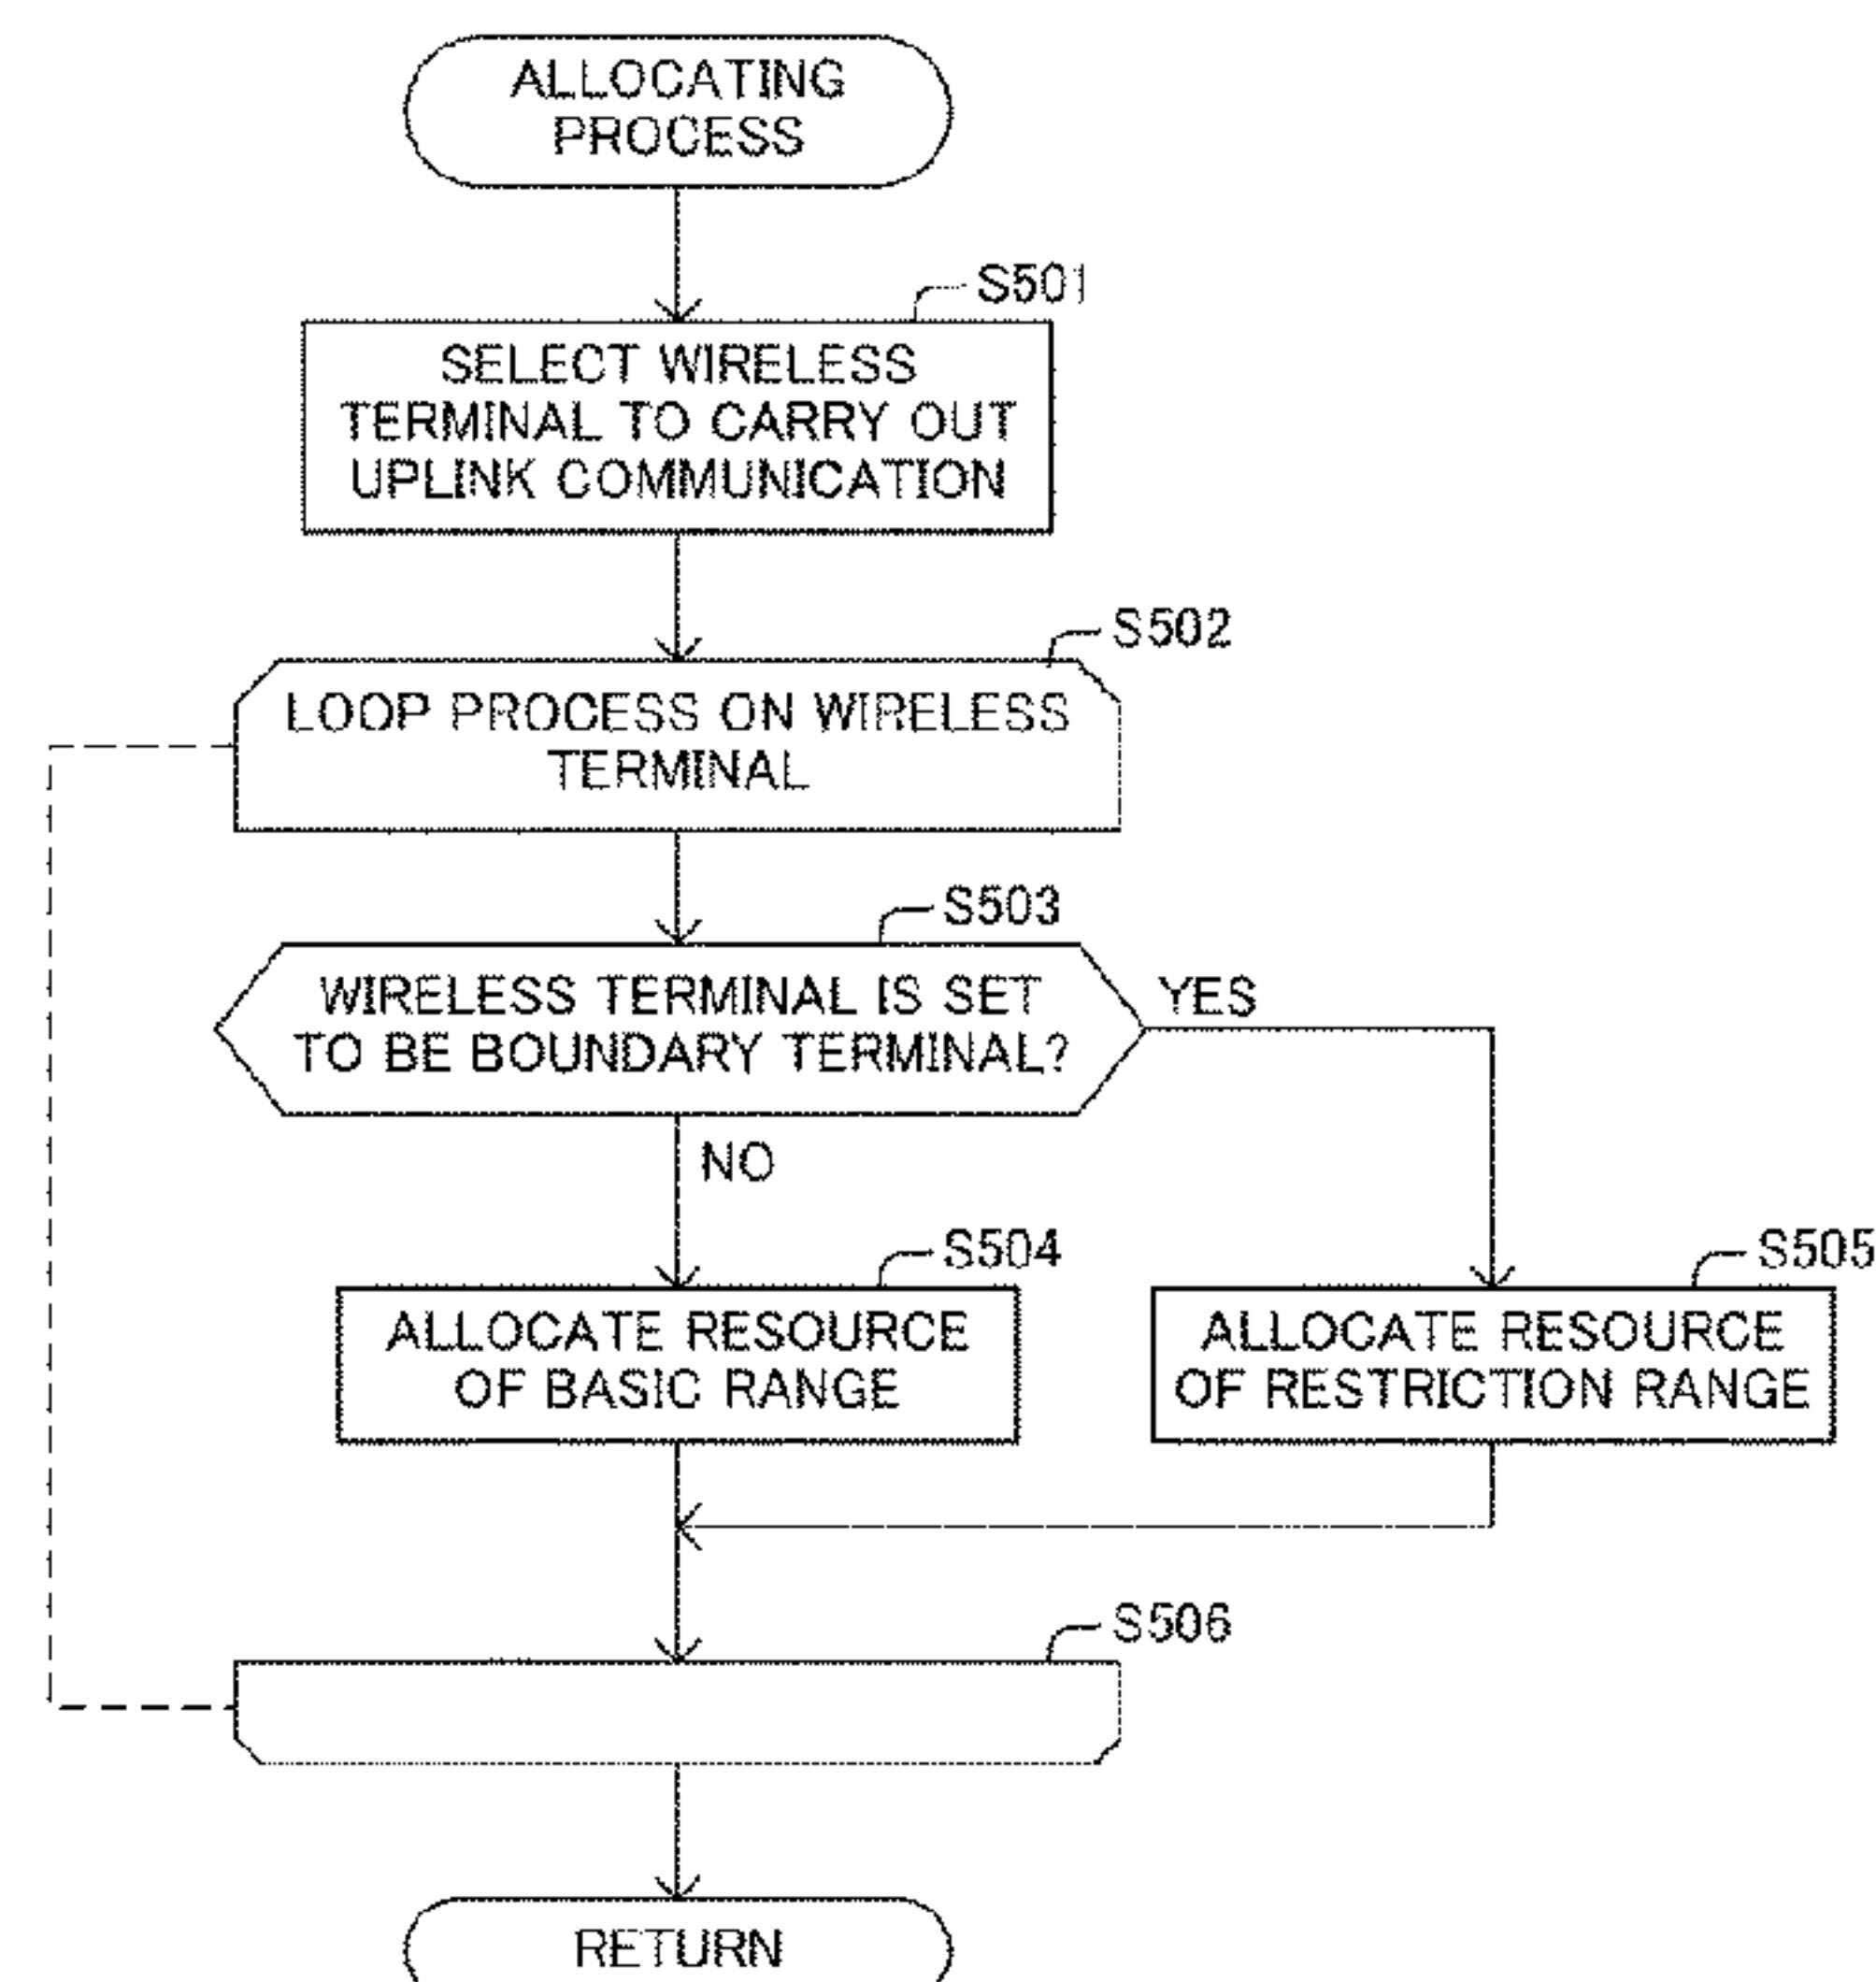 ALLOCATING
PROCESS
S501
SELECT WIRELESS
TERMINAL TO CARRY OUT
UPLINK COMMUNICATION
S502
LOOP PROCESS ON WIRELESS
TERMINAL
S503
WIRELESS TERMINAL IS SET
TO BE BOUNDARY TERMINAL?
YES
NO
S504
ALLOCATE RESOURCE
OF BASIC RANGE
S505
ALLOCATE RESOURCE
OF RESTRICTION RANGE
S506
RETURN